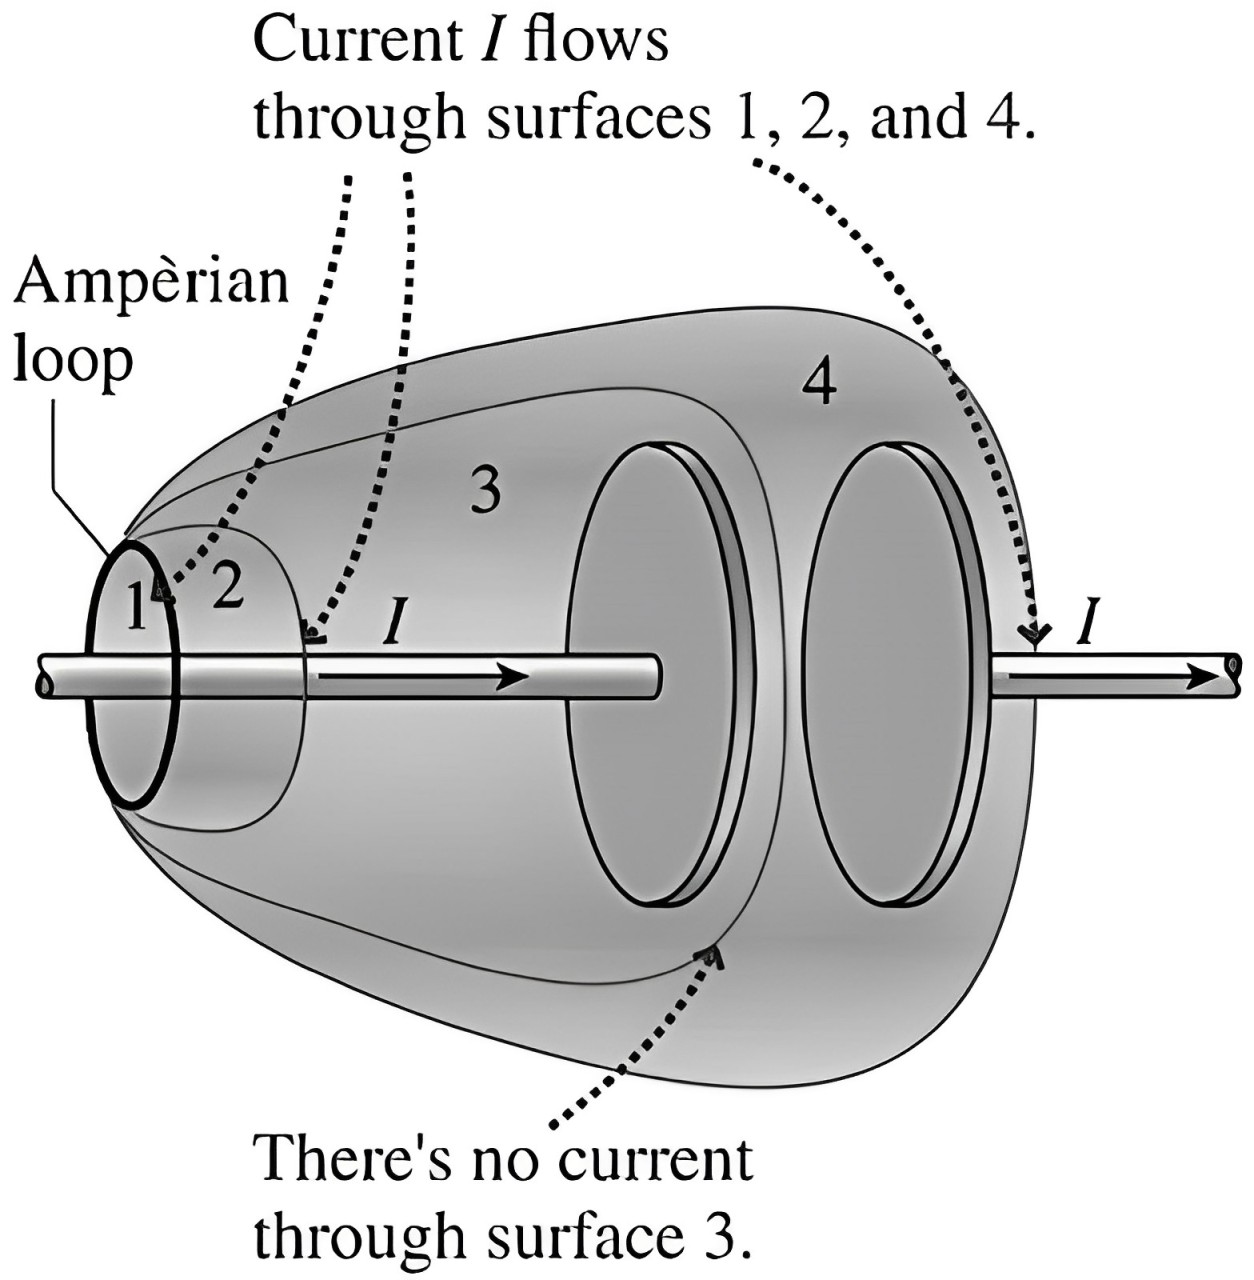 Current I flows
through surfaces 1, 2, and 4.
Ampèrian
loop
4
3
2
1
I
I
There's no current
through surface 3.